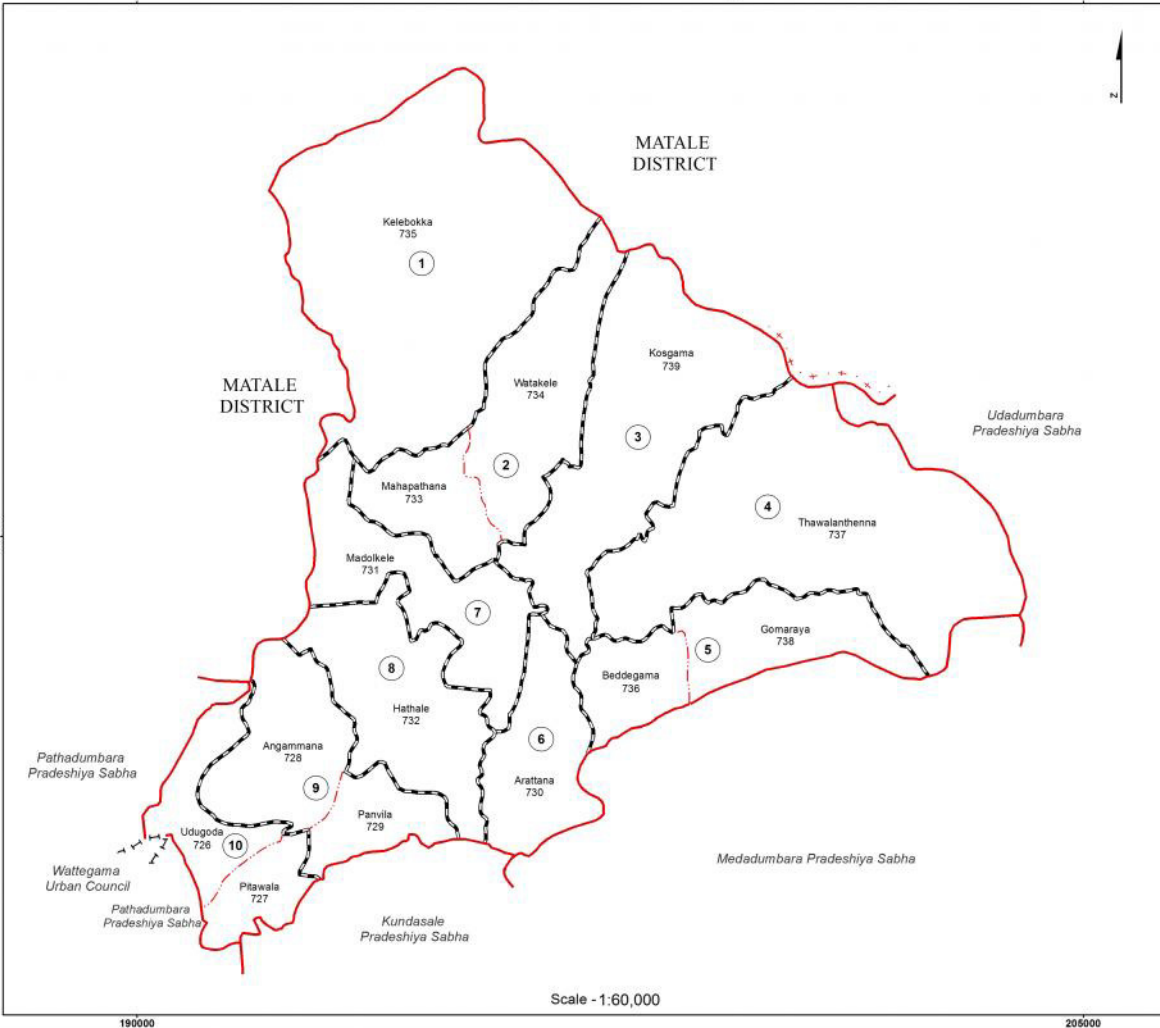 z
MATALE
DISTRICT
Kelebokka
735
1
Kosgama
739
Watakele
734
MATALE
DISTRICT
Udadumbara
Pradeshiya Sabha
3
2
Mahapathana
733
4
Thawalanthenna
737
Madolkele
731
7
Gomaraya
738
5
8
Beddegama
736
Hathale
732
6
Angammana
728
Pathadumbara
Pradeshiya Sabha
9
Arattana
730
Panvila
729
Udugoda
726
10
Medadumbara Pradeshiya Sabha
Wattegama
Urban Council
Pitawala
727
Pathadumbara
Pradeshiya Sabha
Kundasale
Pradeshiya Sabha
Scale - 1:60,000
190000
205000